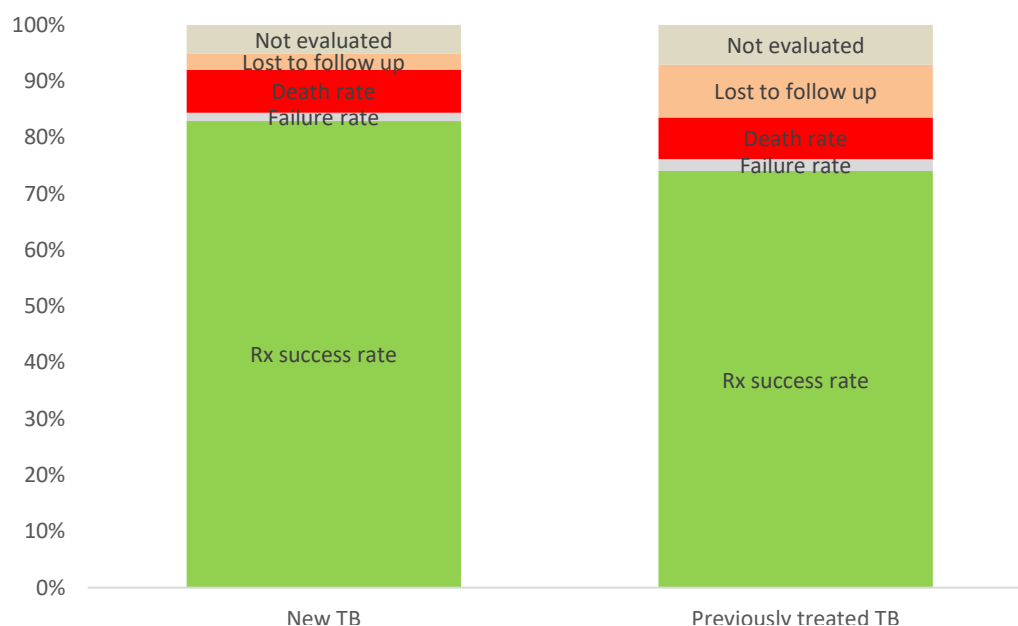 100%
90%
80%
70%
60%
50%
40%
30%
20%
10%
0%
Not evaluated
Lost to follow up
Death rate
Failure rate
Rx success rate
Not evaluated
Lost to follow up
Death rate
Failure rate
Rx success rate
New TB
Previously treated TB